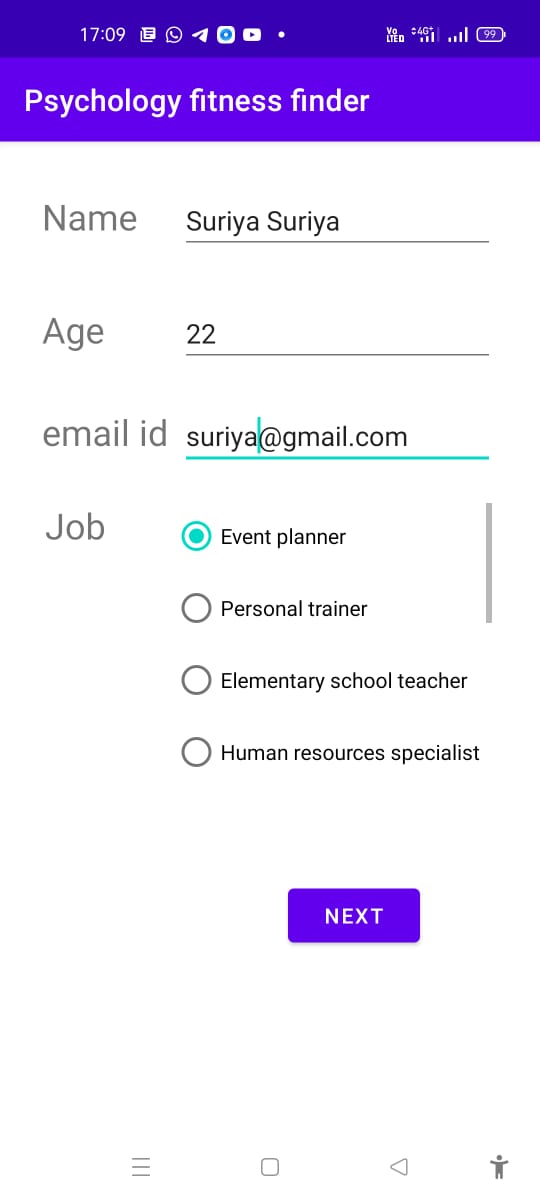 17:09 Vo LTED 4G+ 99
Psychology fitness finder
Name Suriya Suriya
Age 22
email id suriya@gmail.com
Job Event planner
Personal trainer
Elementary school teacher
Human resources specialist
NEXT